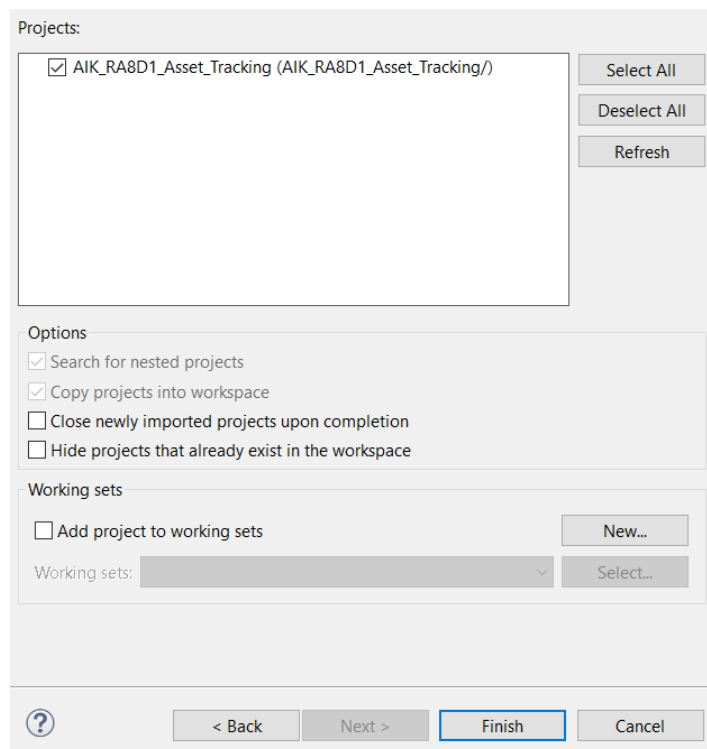 Projects:
AIK_RA8D1_Asset_Tracking (AIK_RA8D1_Asset_Tracking/)
Select All
Deselect All
Refresh
Options
Search for nested projects
Copy projects into workspace
Close newly imported projects upon completion
Hide projects that already exist in the workspace
Working sets
Add project to working sets
New...
Working sets:
Select...
?
< Back
Next >
Finish
Cancel